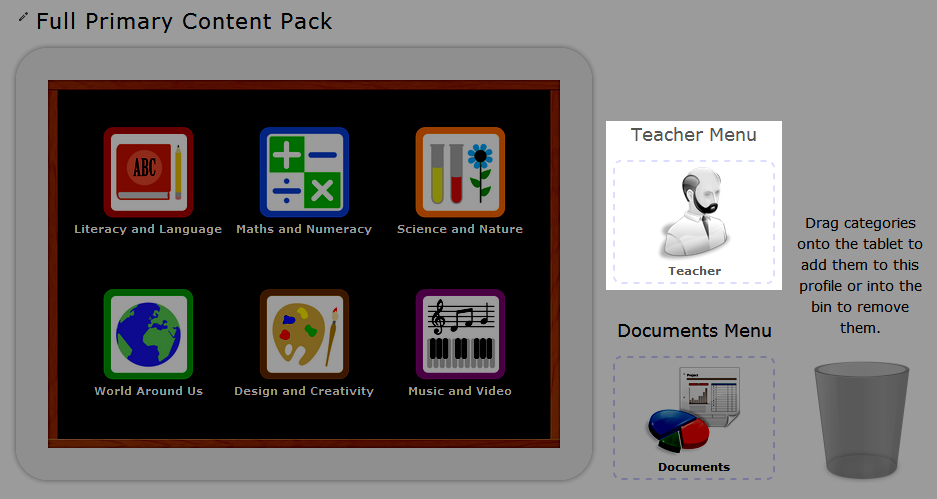 Full Primary Content Pack
ABC
Literacy and Language
Maths and Numeracy
Science and Nature
World Around Us
Design and Creativity
Music and Video
Teacher Menu
Teacher
Documents Menu
Project
Documents
Drag categories
onto the tablet to
add them to this
profile or into the
bin to remove
them.